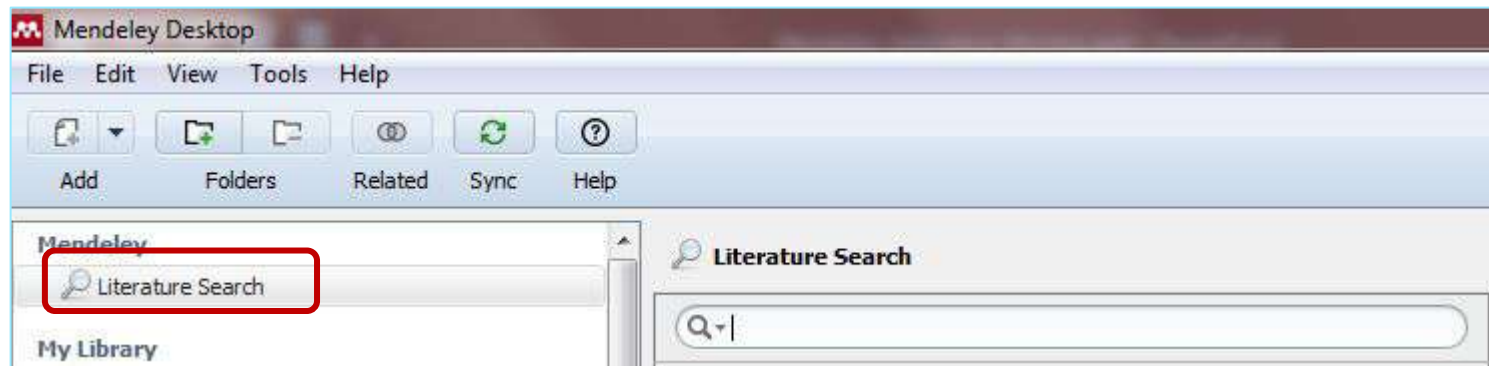 Mendeley Desktop
File Edit View Tools Help
Add Folders Related Sync Help
Mendeley
Literature Search
My Library
Literature Search